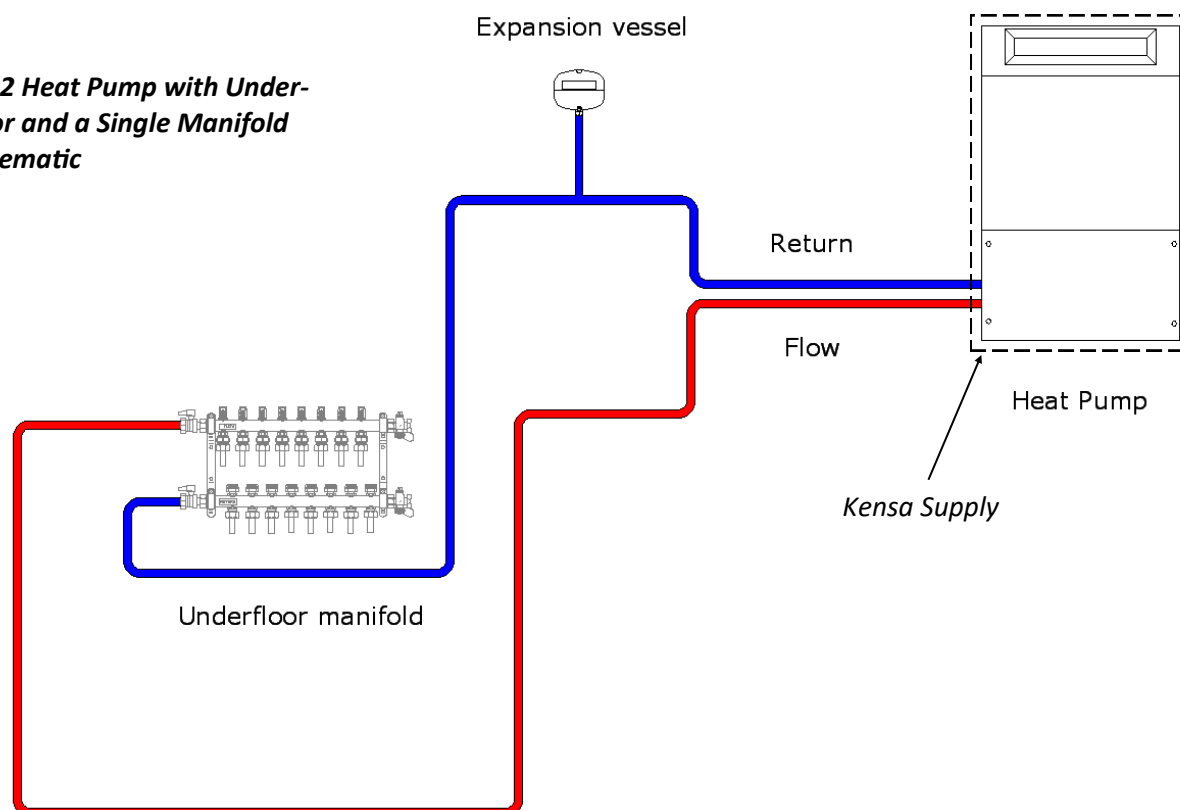 Expansion vessel
2 Heat Pump with Under-
or and a Single Manifold
ematic
Return
Flow
Heat Pump
Kensa Supply
Underfloor manifold